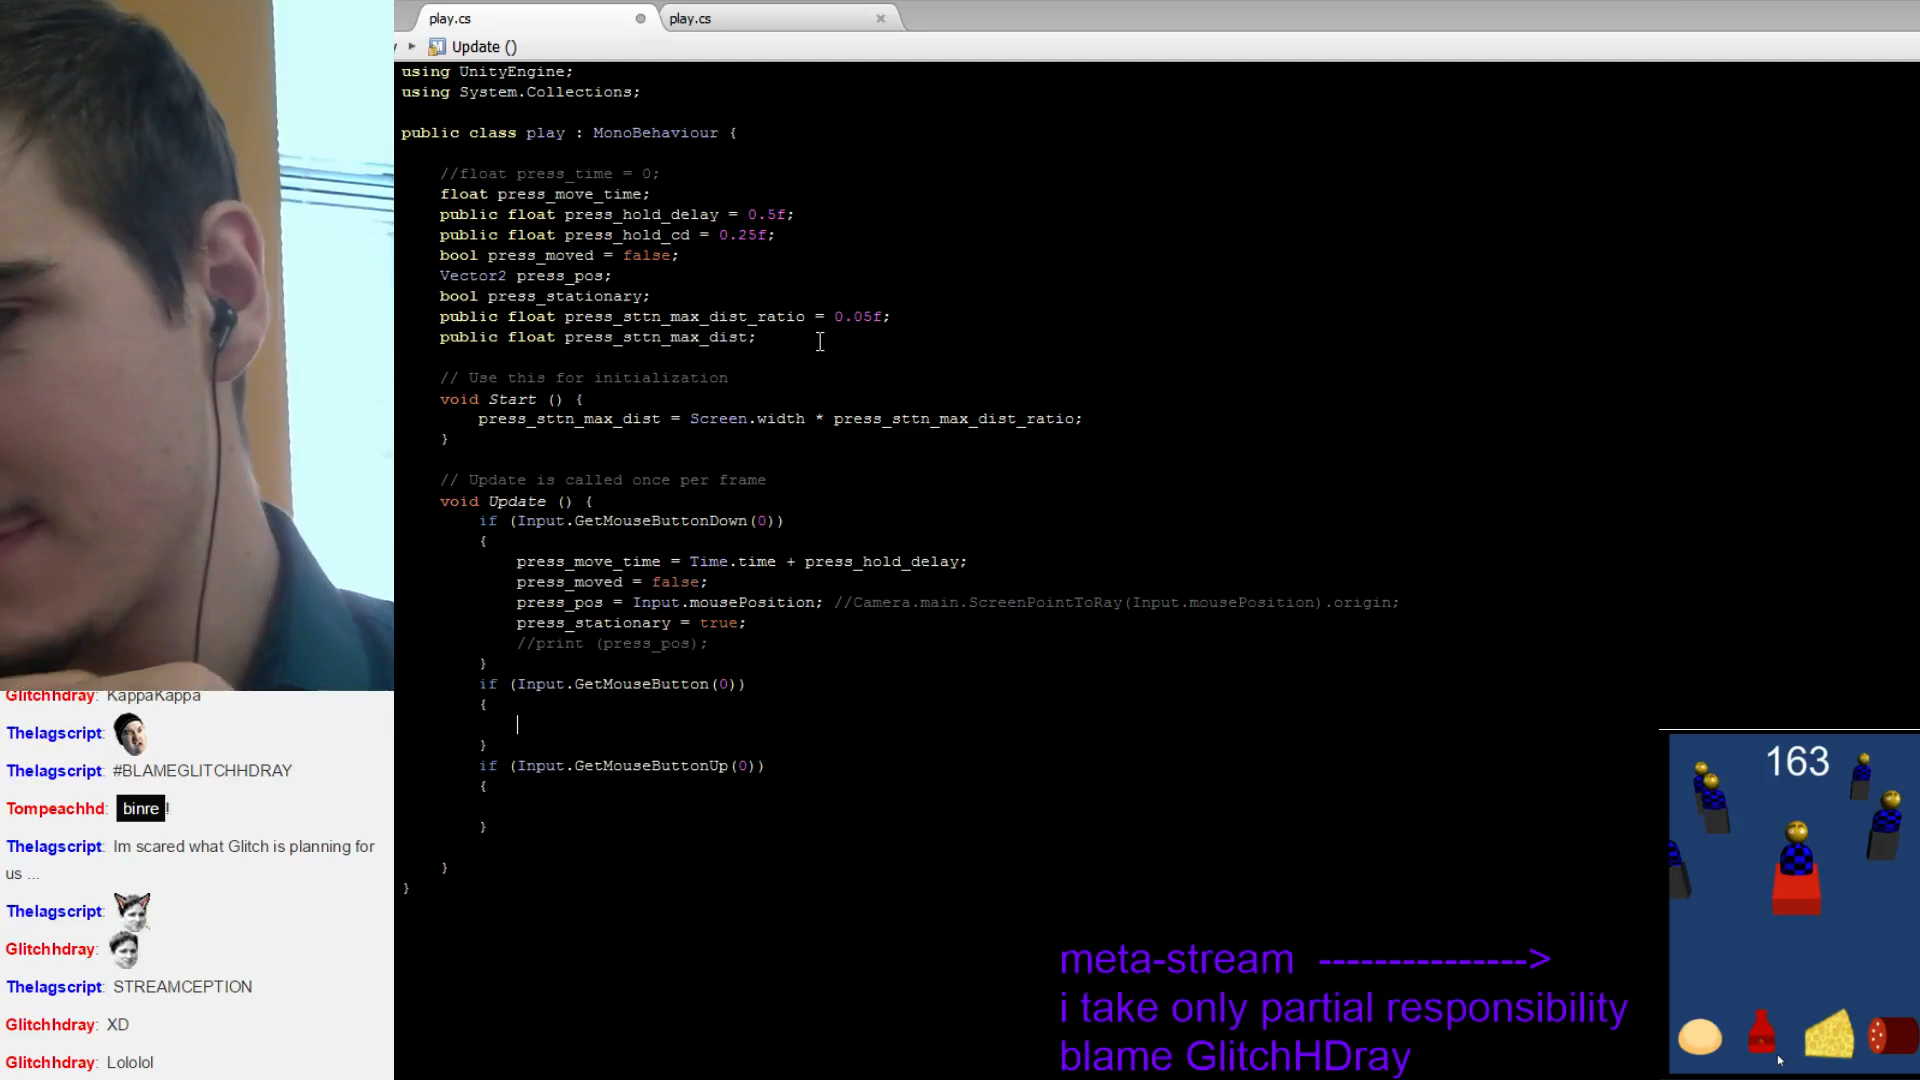 play.cs
play.cs
Update ()
using UnityEngine;
using System.Collections;
public class play : MonoBehaviour {
//float press_time = 0;
float press_move_time;
public float press_hold_delay = 0.5f;
public float press_hold_cd = 0.25f;
bool press_moved = false;
Vector2 press_pos;
bool press_stationary;
public float press_sttn_max_dist_ratio = 0.05f;
public float press_sttn_max_dist;
// Use this for initialization
void Start () {
press_sttn_max_dist = Screen.width * press_sttn_max_dist_ratio;
}
// Update is called once per frame
void Update () {
if (Input.GetMouseButtonDown(0))
{
press_move_time = Time.time + press_hold_delay;
press_moved = false;
press_pos = Input.mousePosition; //Camera.main.ScreenPointToRay(Input.mousePosition).origin;
press_stationary = true;
//print (press_pos);
}
if (Input.GetMouseButton(0))
{
}
if (Input.GetMouseButtonUp(0))
{
}
}
}
Glitchhdray: KappaKappa
Thelagscript:
Thelagscript: #BLAMEGLITCHHDRAY
Tompeachhd: binre !
Thelagscript: Im scared what Glitch is planning for
us ...
Thelagscript:
Glitchhdray:
Thelagscript: STREAMCEPTION
Glitchhdray: XD
Glitchhdray: Lololol
163
meta-stream --------------->
i take only partial responsibility
blame GlitchHDray